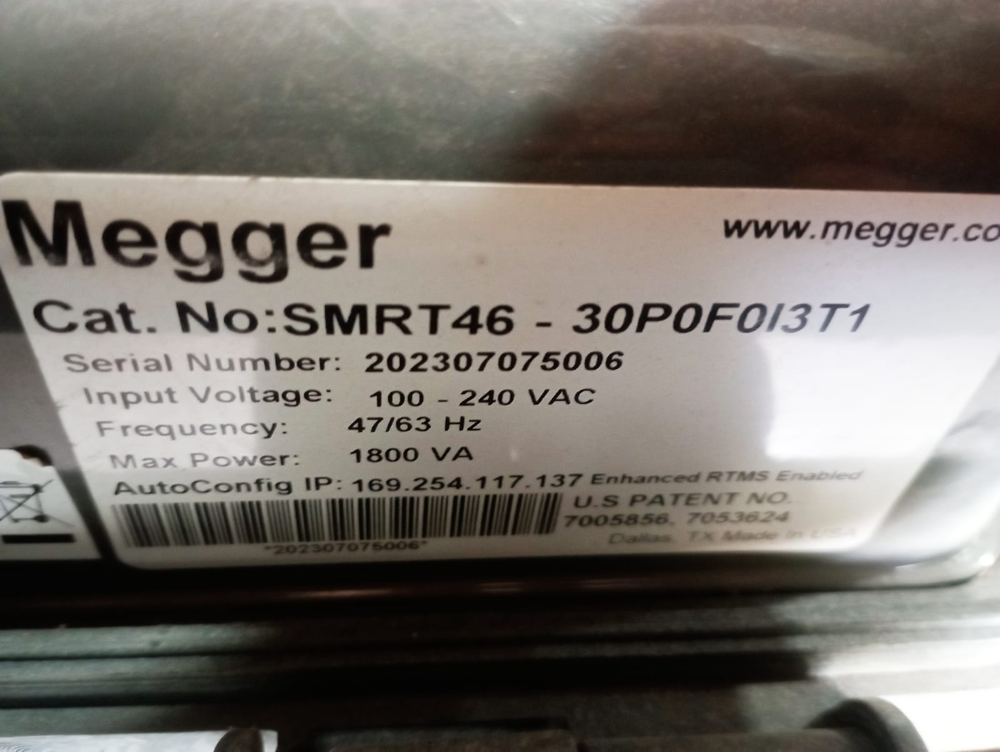 Megger
www.megger.co
Cat. No:SMRT46 - 30P0F0I3T1
Serial Number: 202307075006
Input Voltage: 100 - 240 VAC
Frequency: 47/63 Hz
Max Power: 1800 VA
AutoConfig IP: 169.254.117.137 Enhanced RTMS Enabled
U.S PATENT NO.
7005856, 7053624
Dallas, TX Made in USA
*202307075006*